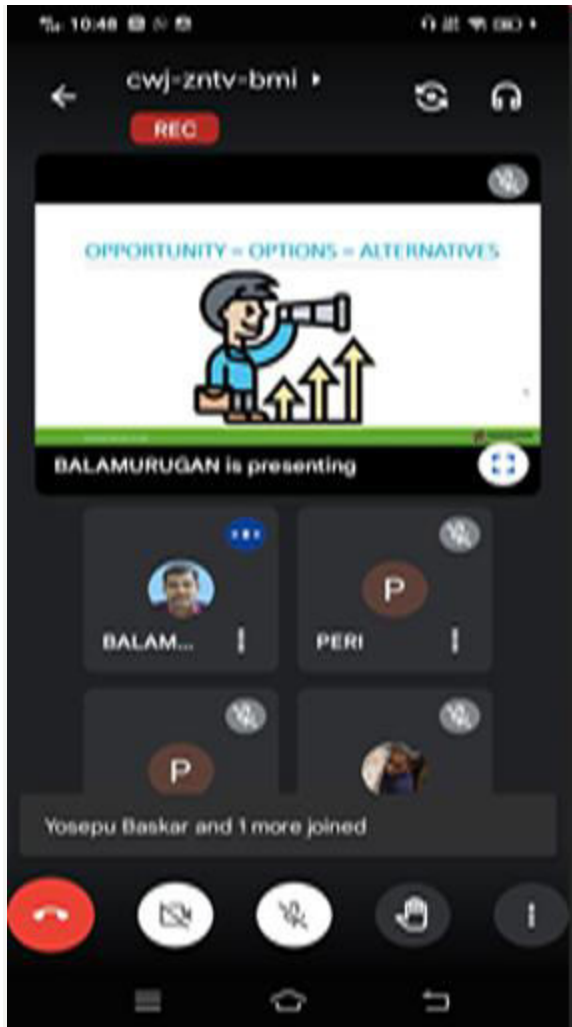 10:48
cwj-zntv-bmi
REC
OPPORTUNITY = OPTIONS = ALTERNATIVES
BALAMURUGAN is presenting
BALAM...
P
PERI
P
Yosepu Baskar and 1 more joined